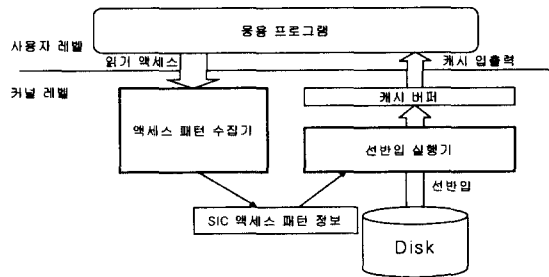 응용 프로그램
사용자 레벨
읽기 액세스
캐시 입출력
커널 레벨
캐시 버퍼
액세스 패턴 수집기
선반입 실행기
선반입
SIC 액세스 패턴 정보
Disk